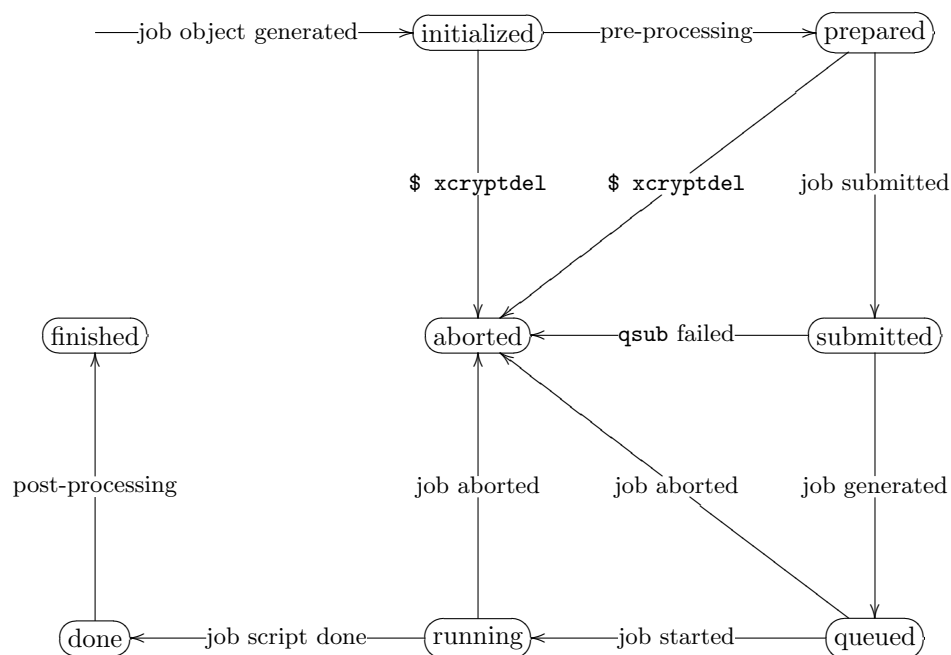 job object generated
initialized
pre-processing
prepared
$ xcryptdel
$ xcryptdel
job submitted
finished
aborted
qsub failed
submitted
post-processing
job aborted
job aborted
job generated
done
job script done
running
job started
queued